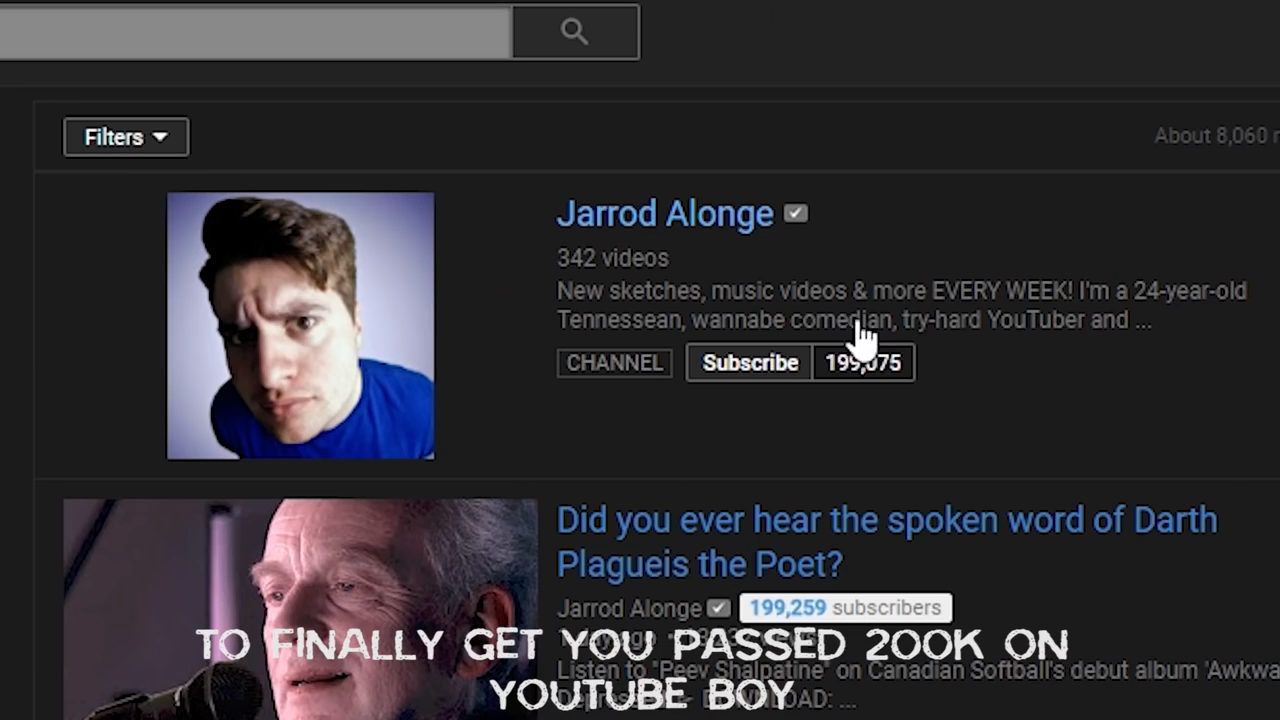 Filters
About 8,060
Jarrod Alonge
342 videos
New sketches, music videos & more EVERY WEEK! I'm a 24-year-old
Tennessean, wannabe comedian, try-hard YouTuber and ...
CHANNEL Subscribe 199,075
Did you ever hear the spoken word of Darth
Plagueis the Poet?
Jarrod Alonge 199,259 subscribers
TO FINALLY GET YOU PASSED 200K ON
Listen to "Peev Shalpatine" on Canadian Softball's debut album 'Awkwa
YOUTUBE BOY